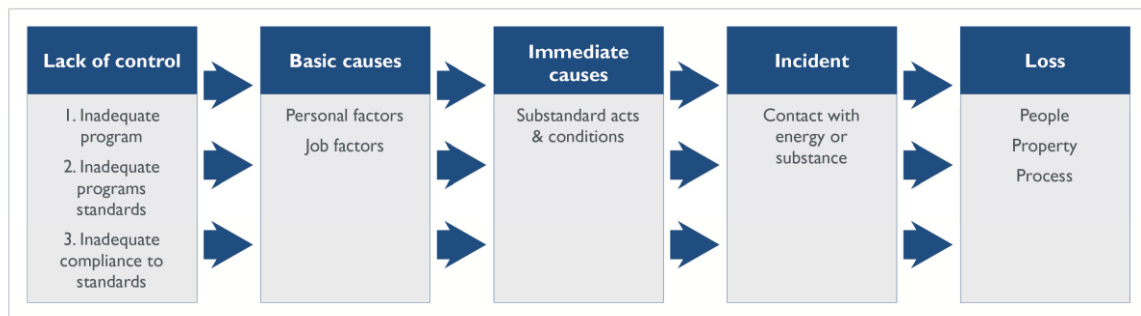 Lack of control
1. Inadequate
program
2. Inadequate
programs
standards
3. Inadequate
compliance to
standards
Basic causes
Personal factors
Job factors
Immediate
causes
Substandard acts
& conditions
Incident
Contact with
energy or
substance
Loss
People
Property
Process